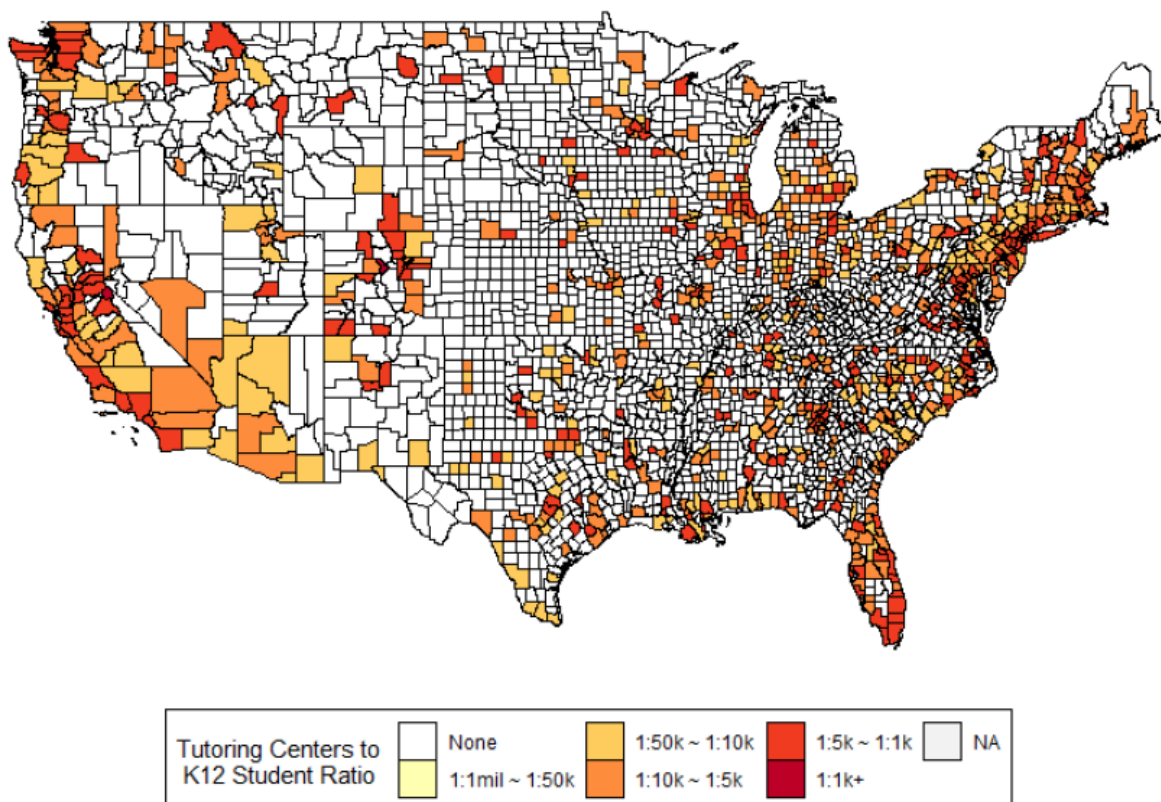 Tutoring Centers to
K12 Student Ratio
None
1:1mil ~ 1:50k
1:50k ~ 1:10k
1:10k ~ 1:5k
1:5k ~ 1:1k
1:1k+
NA